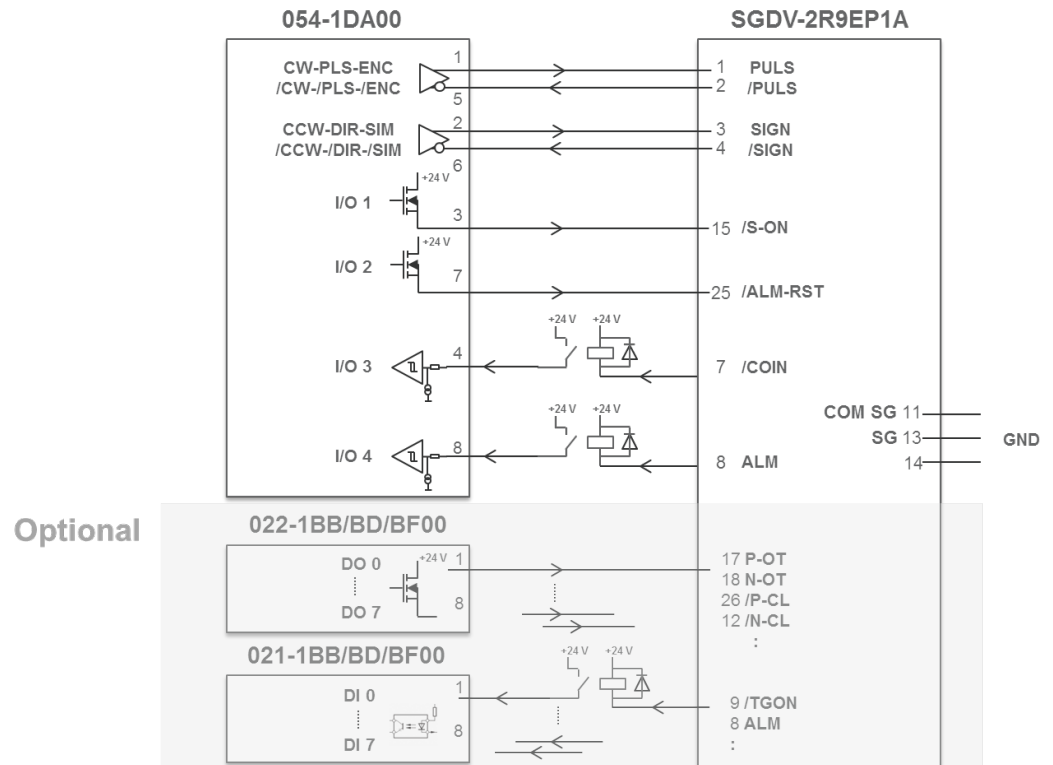 054-1DA00
SGDV-2R9EP1A
CW-PLS-ENC
1
1 PULS
/CW-/PLS-/ENC
5
2 /PULS
CCW-DIR-SIM
2
3 SIGN
/CCW-/DIR-/SIM
6
4 /SIGN
+24 V
I/O 1
3
15 /S-ON
+24 V
I/O 2
7
25 /ALM-RST
+24 V +24 V
I/O 3
4
7 /COIN
COM SG 11
SG 13
GND
14
+24 V +24 V
I/O 4
8
8 ALM
Optional
022-1BB/BD/BF00
DO 0
+24 V
1
17 P-OT
18 N-OT
26 /P-CL
DO 7
8
12 /N-CL
:
021-1BB/BD/BF00
+24 V +24 V
DI 0
1
9 /TGON
8
8 ALM
DI 7
: